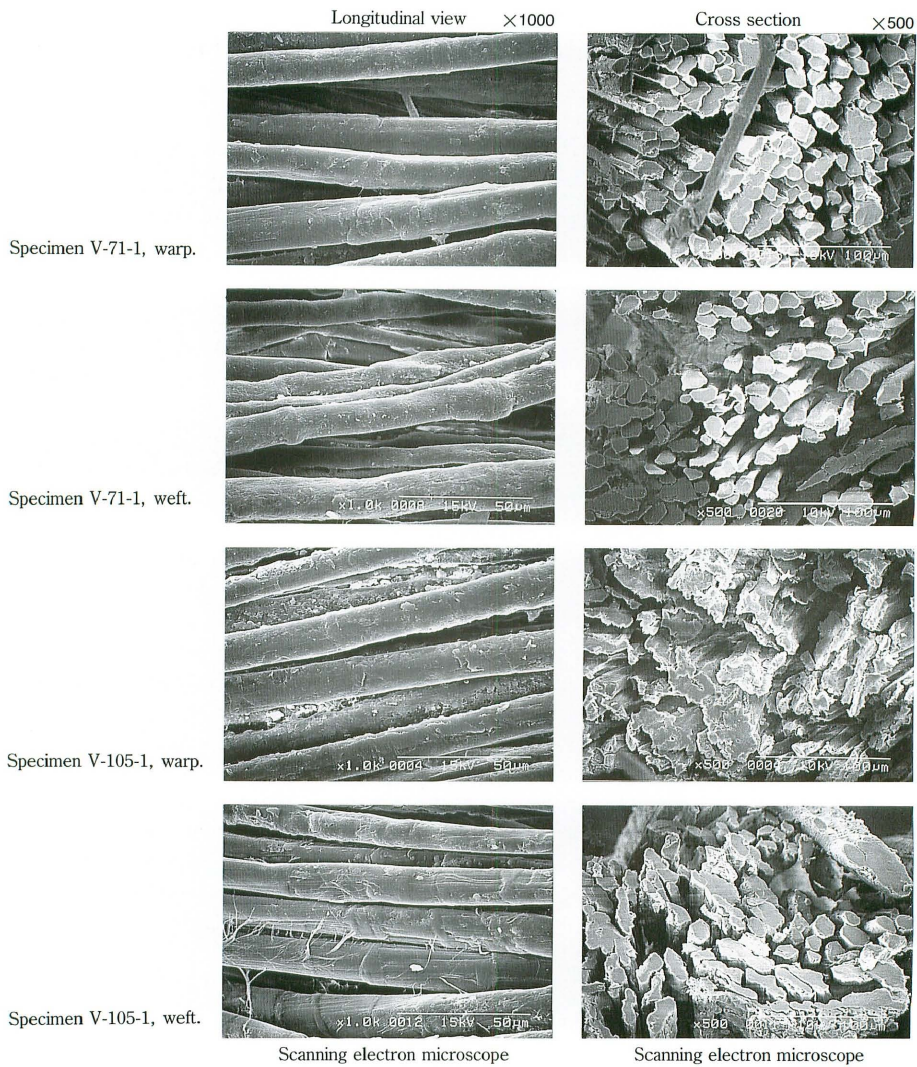 Longitudinal view ×1000
Cross section ×500
Specimen V-71-1, warp.
100μm
Specimen V-71-1, weft.
x1.0k 0008 15kV 50μm
x500 0020 10kV 100μm
Specimen V-105-1, warp.
x1.0k 0004 15kV 50μm
x500 0004 10kV 100μm
Specimen V-105-1, weft.
x1.0k 0012 15kV 50μm
x500
Scanning electron microscope
Scanning electron microscope